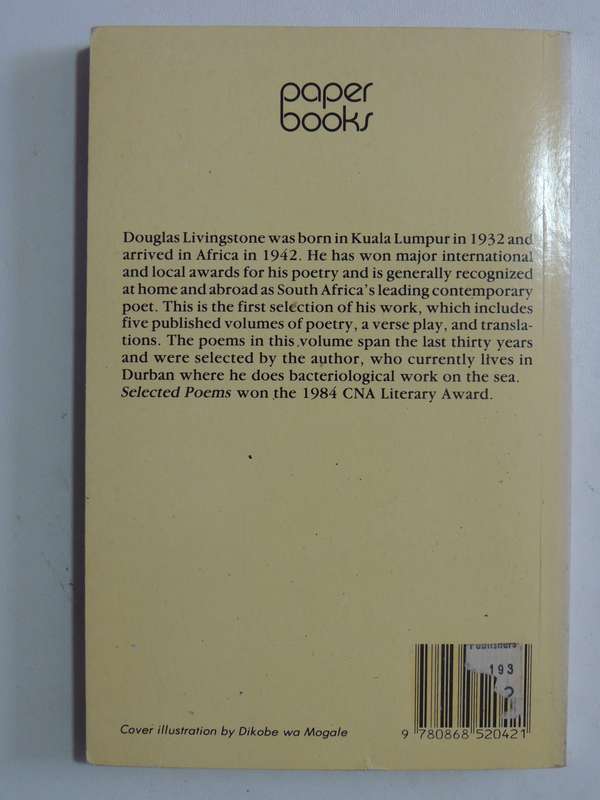 paper
books
Douglas Livingstone was born in Kuala Lumpur in 1932 and
arrived in Africa in 1942. He has won major international
and local awards for his poetry and is generally recognized
at home and abroad as South Africa's leading contemporary
poet. This is the first selection of his work, which includes
five published volumes of poetry, a verse play, and transla-
tions. The poems in this volume span the last thirty years
and were selected by the author, who currently lives in
Durban where he does bacteriological work on the sea.
Selected Poems won the 1984 CNA Literary Award.
Publishers
193
Cover illustration by Dikobe wa Mogale
9 780868 520421